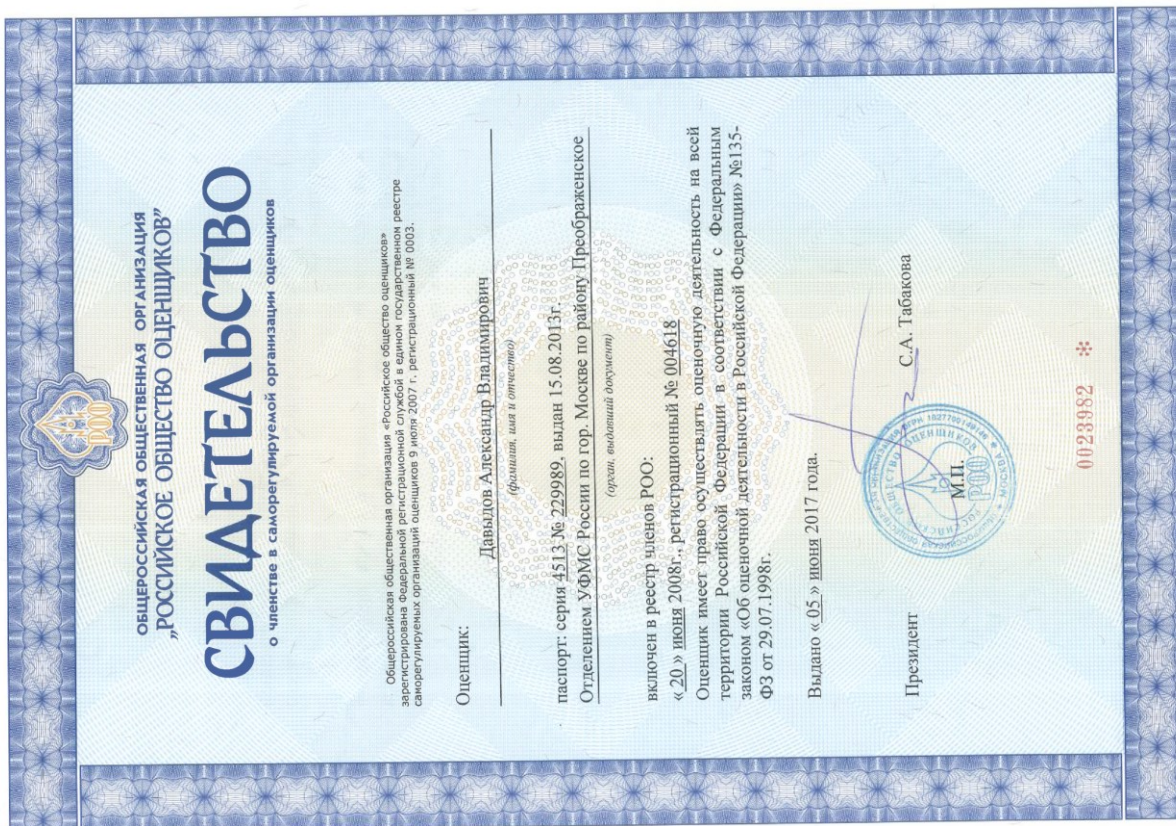 РОО
ОБЩЕРОССИЙСКАЯ ОБЩЕСТВЕННАЯ ОРГАНИЗАЦИЯ
„РОССИЙСКОЕ ОБЩЕСТВО ОЦЕНЩИКОВ”
СВИДЕТЕЛЬСТВО
о членстве в саморегулируемой организации оценщиков
Общероссийская общественная организация «Российское общество оценщиков»
зарегистрирована Федеральной регистрационной службой в едином государственном реестре
саморегулируемых организаций оценщиков 9 июля 2007 г. регистрационный № 0003.
Оценщик:
Давыдов Александр Владимирович
(фамилия, имя и отчество)
паспорт: серия 4513 № 229989, выдан 15.08.2013г.
Отделением УФМС России по гор. Москве по району Преображенское
(орган, выдавший документ)
включен в реестр членов РОО:
« 20 » июня 2008г., регистрационный № 004618
Оценщик имеет право осуществлять оценочную деятельность на всей
территории Российской Федерации в соответствии с Федеральным
законом «Об оценочной деятельности в Российской Федерации» №135-
ФЗ от 29.07.1998г.
Выдано « 05 » июня 2017 года.
Президент
С.А. Табакова
М.П.
РОО
0023982 *